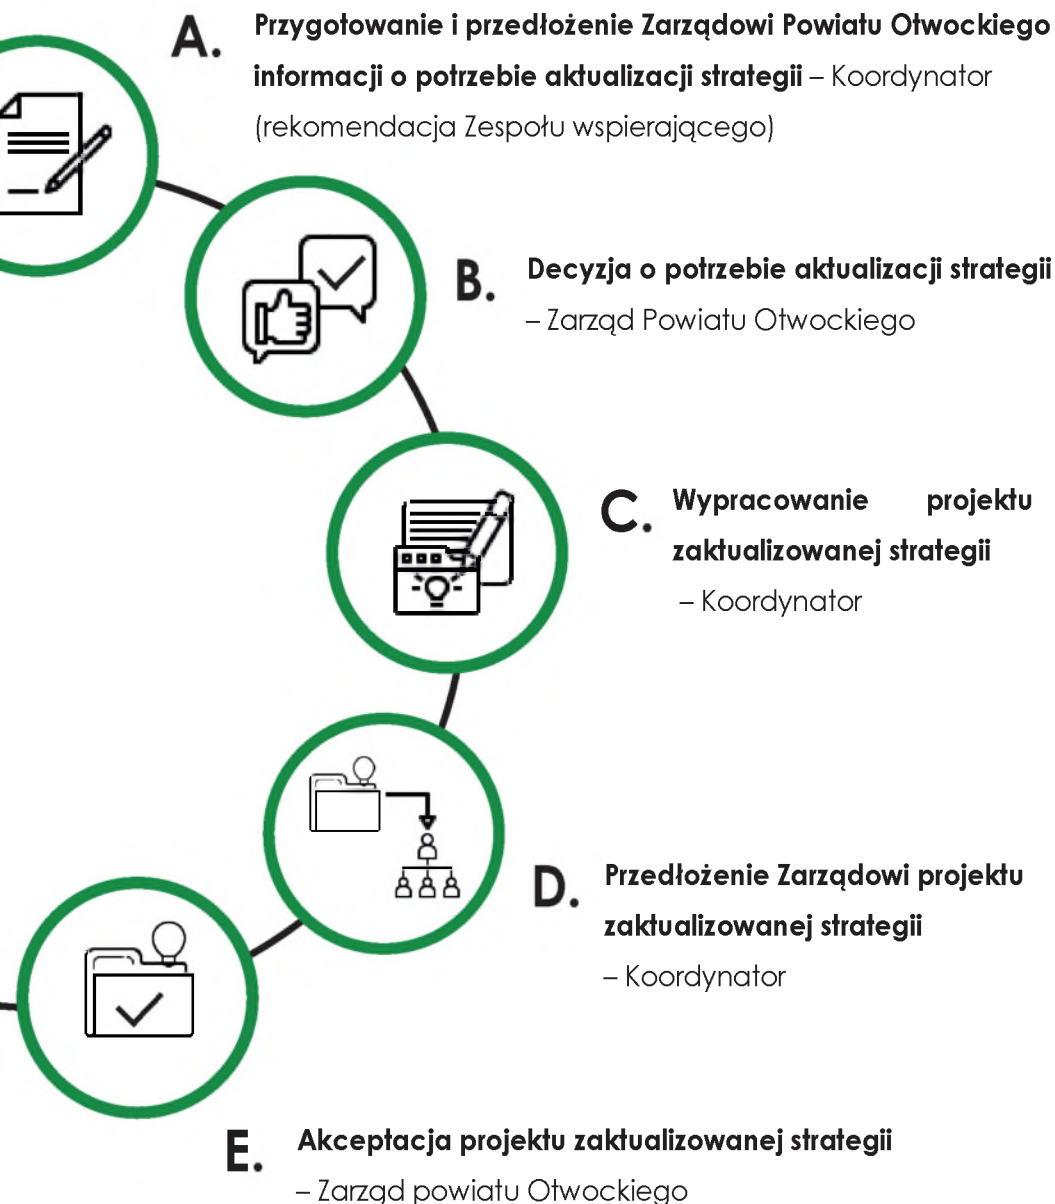 A. Przygotowanie i przedłożenie Zarządowi Powiatu Otwockiego
informacji o potrzebie aktualizacji strategii – Koordynator
(rekomendacja Zespołu wspierającego)
B. Decyzja o potrzebie aktualizacji strategii
– Zarząd Powiatu Otwockiego
C. Wypracowanie projektu
zaktualizowanej strategii
– Koordynator
D. Przedłożenie Zarządowi projektu
zaktualizowanej strategii
– Koordynator
E. Akceptacja projektu zaktualizowanej strategii
– Zarząd powiatu Otwockiego